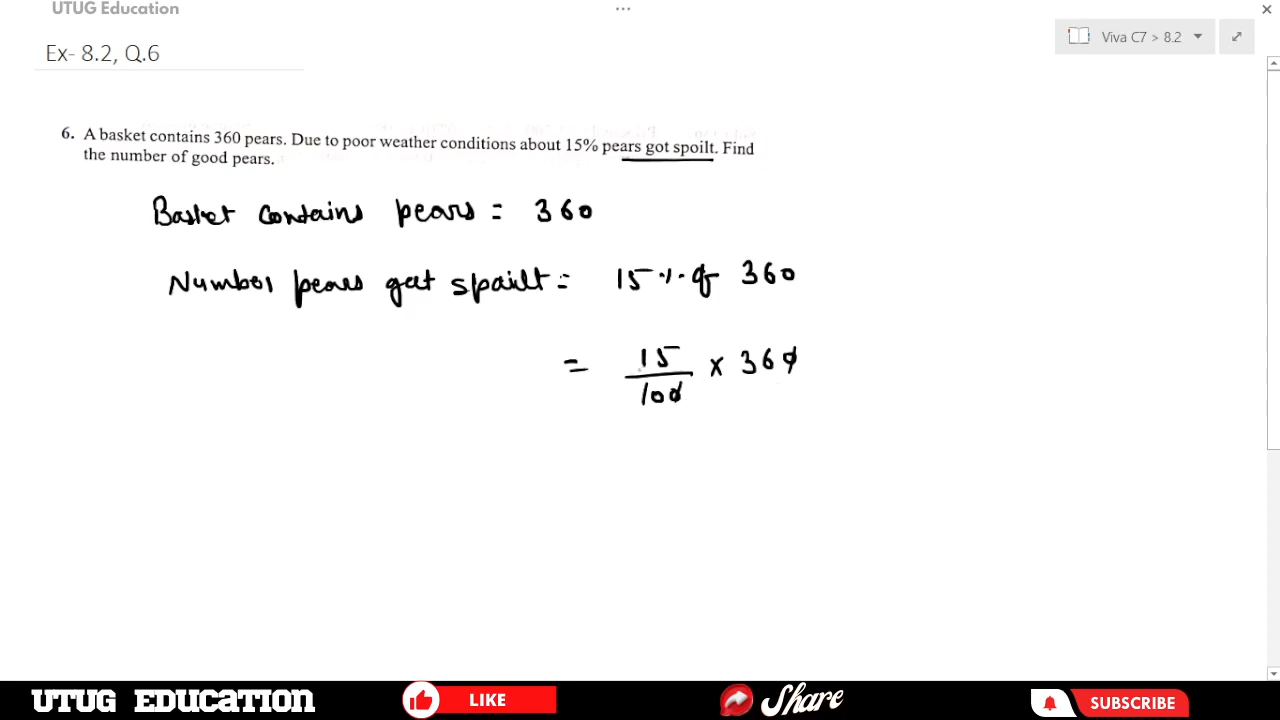 UTUG Education
Ex- 8.2, Q.6
Viva C7 > 8.2
6. A basket contains 360 pears. Due to poor weather conditions about 15% pears got spoilt. Find
the number of good pears.
Basket contains pears = 360
Number pears get spailt = 15 % of 360
= 15/100 × 360
UTUG EDUCATION LIKE Share SUBSCRIBE